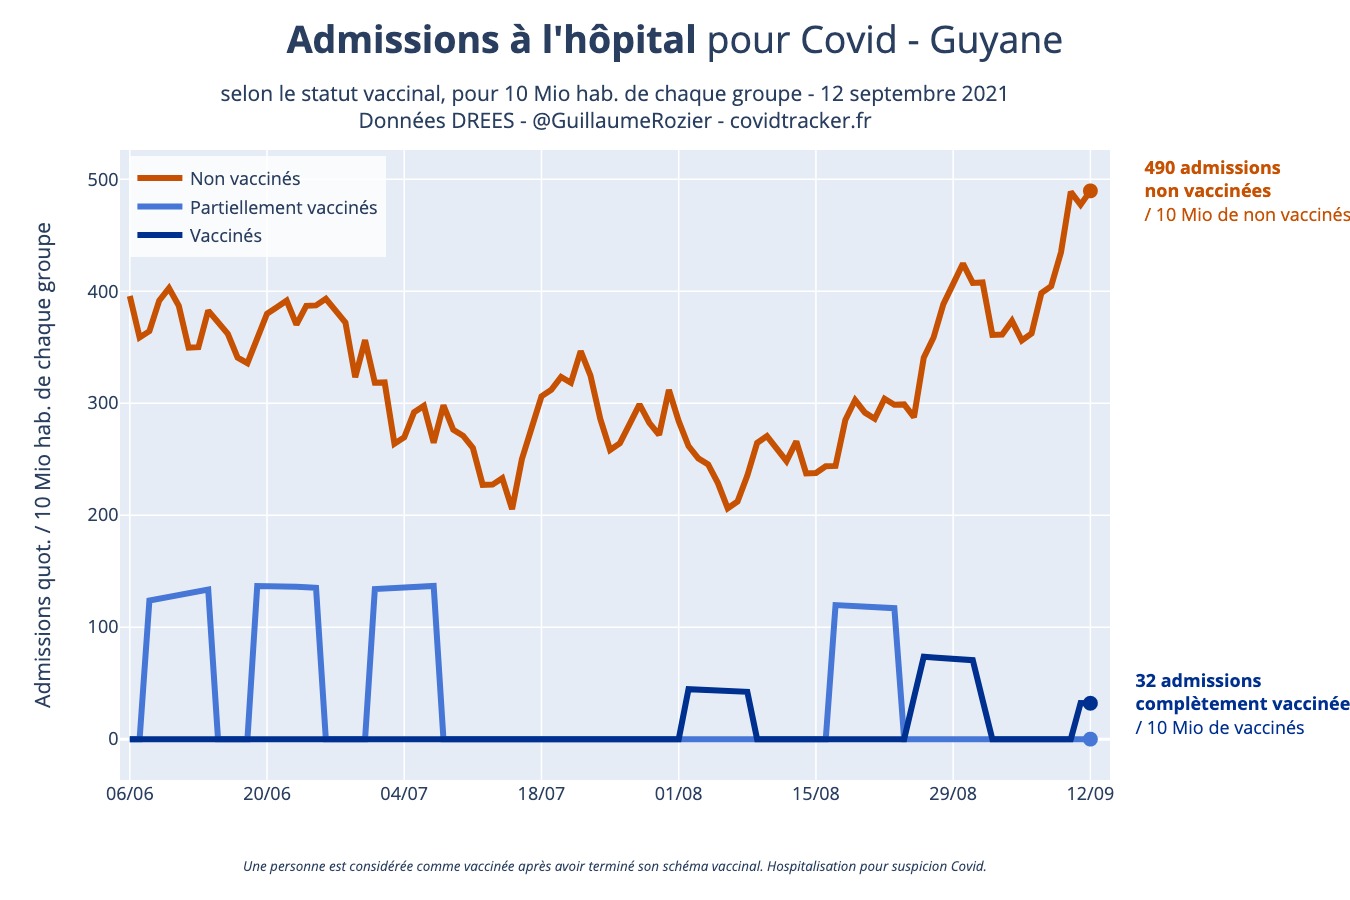 Admissions à l'hôpital pour Covid - Guyane
selon le statut vaccinal, pour 10 Mio hab. de chaque groupe - 12 septembre 2021
Données DREES - @GuillaumeRozier - covidtracker.fr
Admissions quot. / 10 Mio hab. de chaque groupe
500
400
300
200
100
0
Non vaccinés
Partiellement vaccinés
Vaccinés
490 admissions
non vaccinées
/ 10 Mio de non vaccinés
32 admissions
complètement vaccinée
/ 10 Mio de vaccinés
06/06
20/06
04/07
18/07
01/08
15/08
29/08
12/09
Une personne est considérée comme vaccinée après avoir terminé son schéma vaccinal. Hospitalisation pour suspicion Covid.